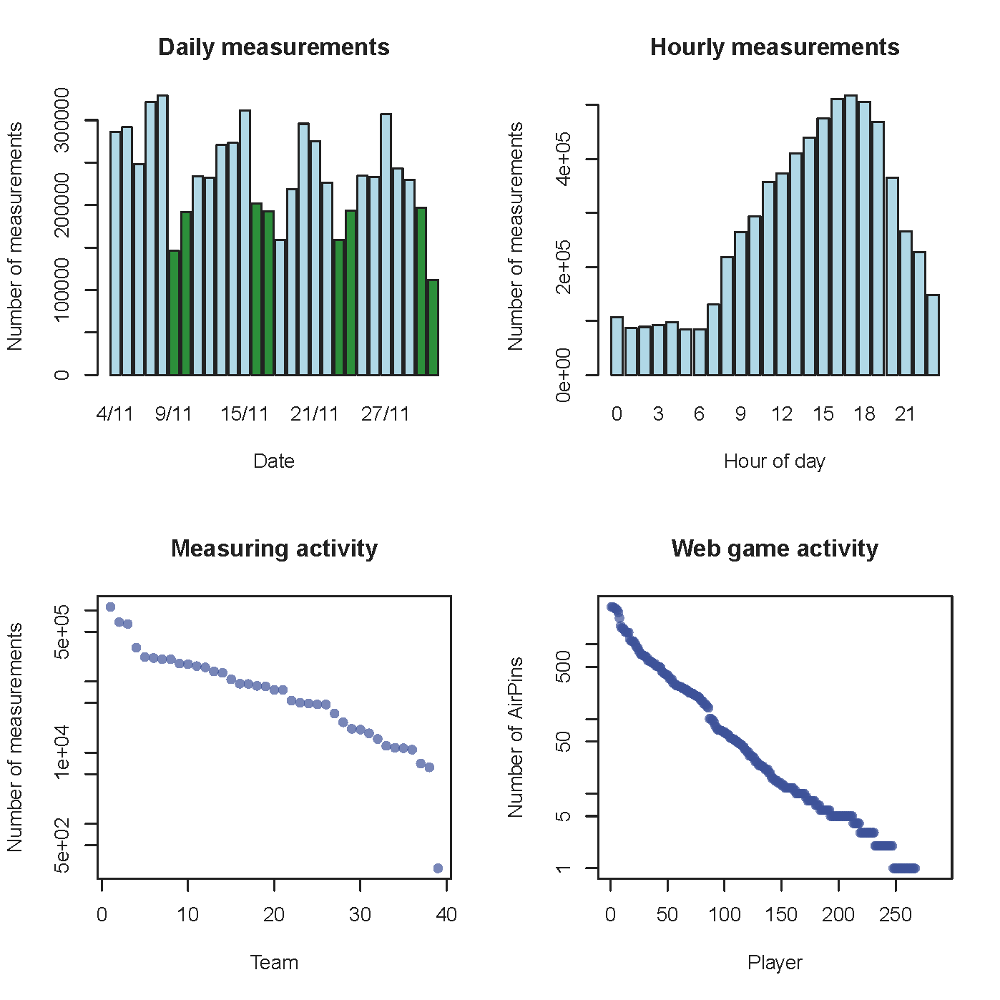 Daily measurements
Number of measurements
0
100000
200000
300000
4/11 9/11 15/11 21/11 27/11
Date
Hourly measurements
Number of measurements
0e+00
2e+05
4e+05
0 3 6 9 12 15 18 21
Hour of day
Measuring activity
Number of measurements
5e+02
1e+04
5e+05
0 10 20 30 40
Team
Web game activity
Number of AirPins
1
5
50
500
0 50 100 150 200 250
Player